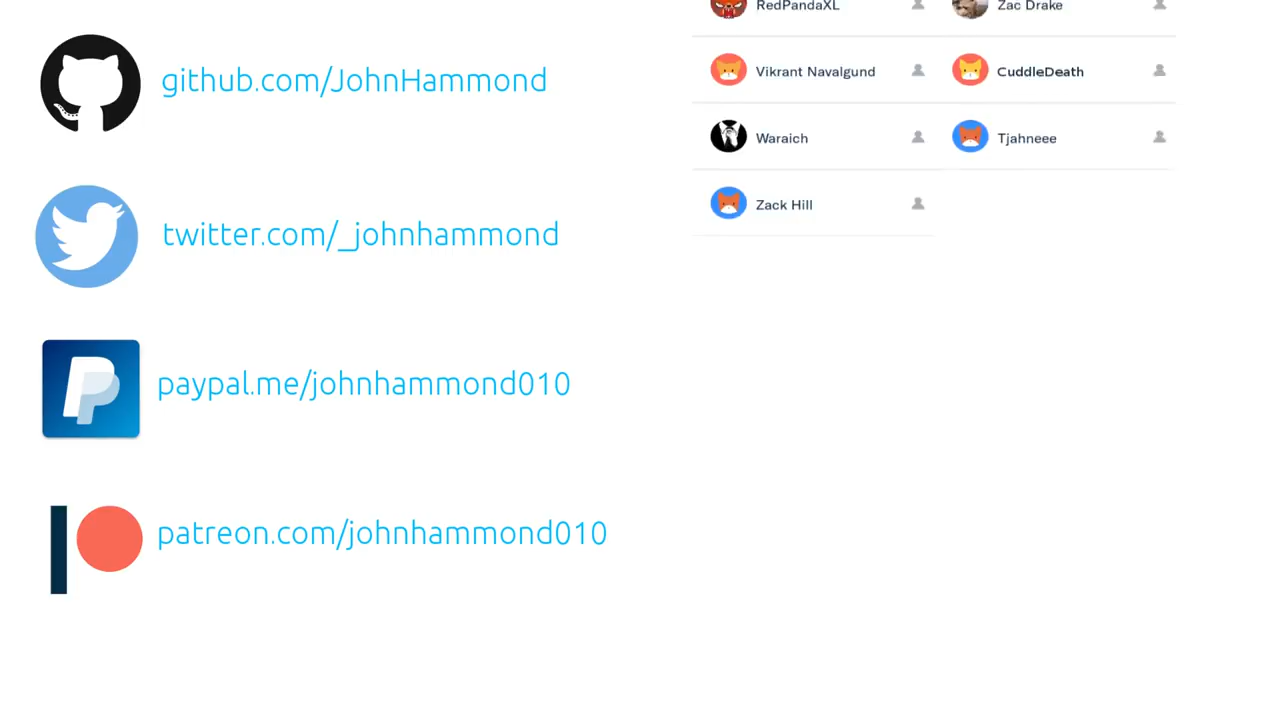 github.com/JohnHammond
twitter.com/_johnhammond
paypal.me/johnhammond010
patreon.com/johnhammond010
RedPandaXL
Zac Drake
Vikrant Navalgund
CuddleDeath
Waraich
Tjahneee
Zack Hill